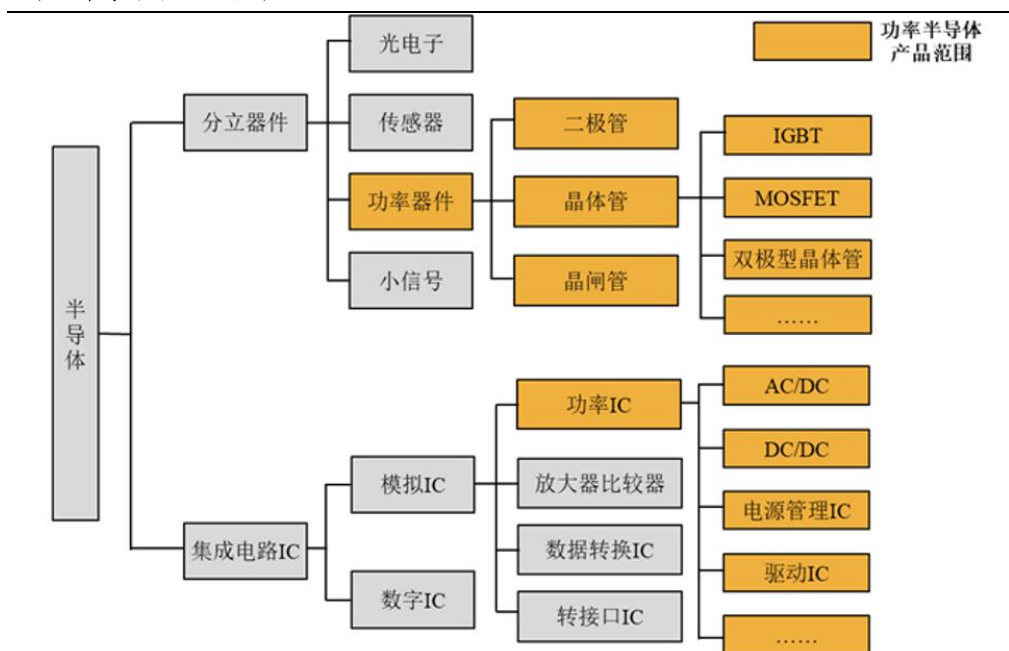 光电子
功率半导体
产品范围
分立器件
传感器
二极管
IGBT
功率器件
晶体管
MOSFET
双极型晶体管
小信号
晶闸管
……
半导体
功率IC
AC/DC
DC/DC
模拟IC
放大器比较器
电源管理IC
集成电路IC
数据转换IC
驱动IC
数字IC
转接口IC
……